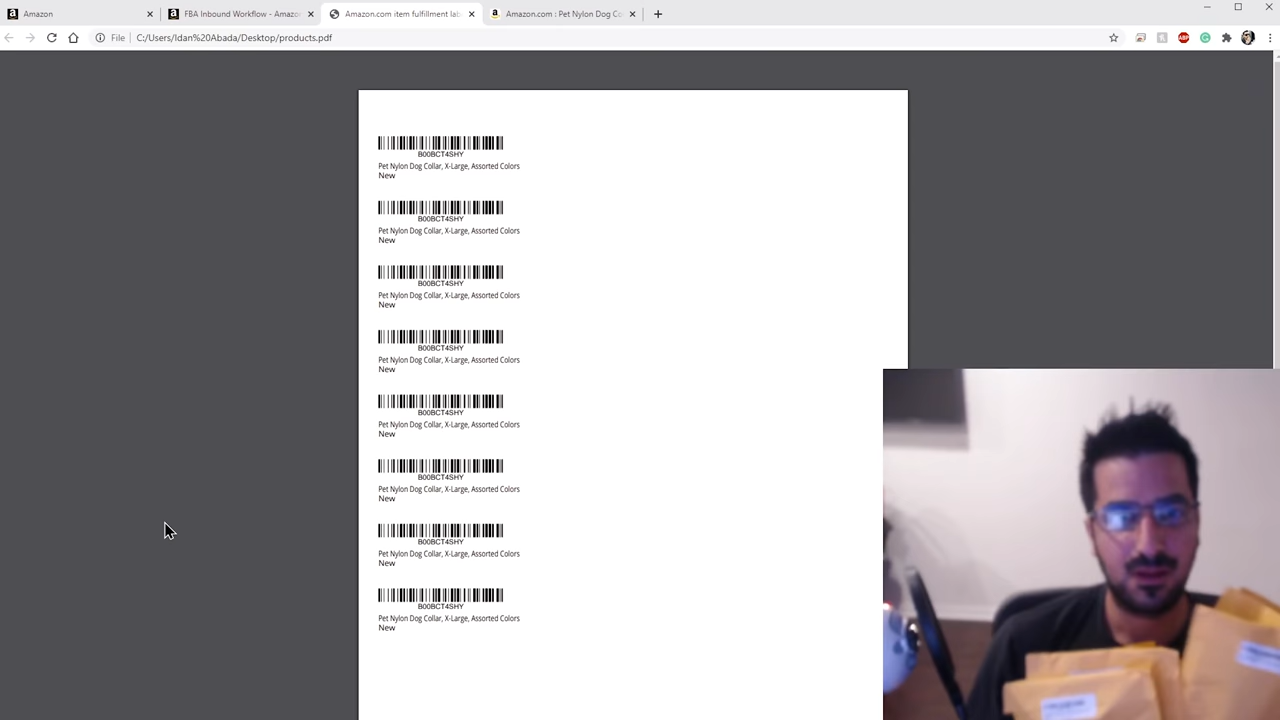 Amazon
FBA Inbound Workflow - Amazo
Amazon.com item fulfillment lab
Amazon.com : Pet Nylon Dog Co
File
C:/Users/Idan%20Abada/Desktop/products.pdf
ABP
B00BCT4SHY
Pet Nylon Dog Collar, X-Large, Assorted Colors
New
B00BCT4SHY
Pet Nylon Dog Collar, X-Large, Assorted Colors
New
B00BCT4SHY
Pet Nylon Dog Collar, X-Large, Assorted Colors
New
B00BCT4SHY
Pet Nylon Dog Collar, X-Large, Assorted Colors
New
B00BCT4SHY
Pet Nylon Dog Collar, X-Large, Assorted Colors
New
B00BCT4SHY
Pet Nylon Dog Collar, X-Large, Assorted Colors
New
B00BCT4SHY
Pet Nylon Dog Collar, X-Large, Assorted Colors
New
B00BCT4SHY
Pet Nylon Dog Collar, X-Large, Assorted Colors
New